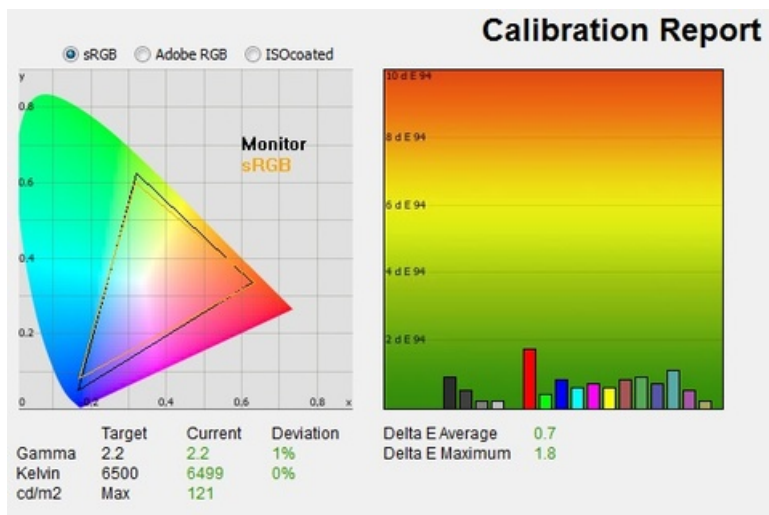 Calibration Report
sRGB Adobe RGB ISOcoated
y
0.8
0.6
0.4
0.2
0 0.2 0.4 0.6 0.8 x
Monitor
sRGB
10 d E 94
8 d E 94
6 d E 94
4 d E 94
2 d E 94
Target Current Deviation
Gamma 2.2 2.2 1%
Kelvin 6500 6499 0%
cd/m2 Max 121
Delta E Average 0.7
Delta E Maximum 1.8